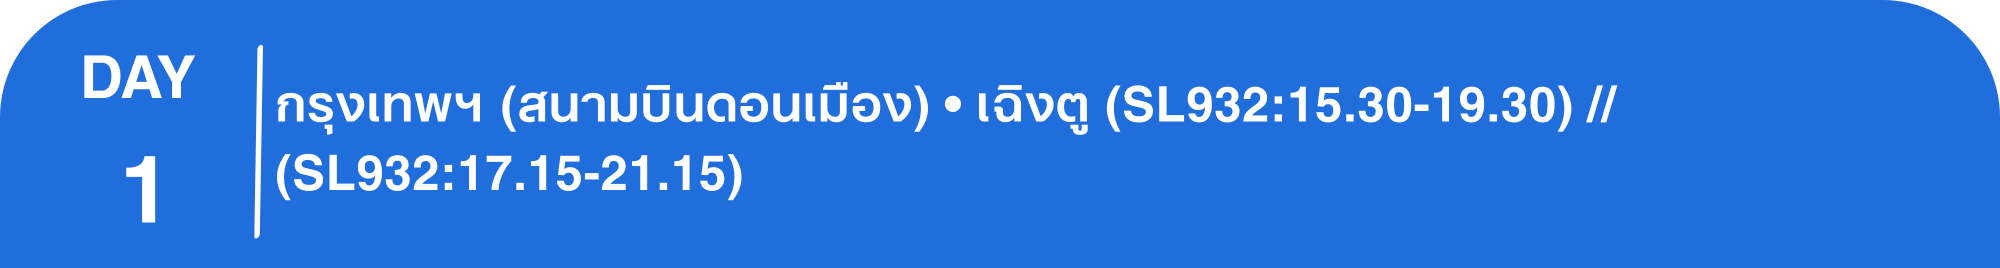 DAY
1
กรุงเทพฯ (สนามบินดอนเมือง) • เฉิงตู (SL932:15.30-19.30) //
(SL932:17.15-21.15)